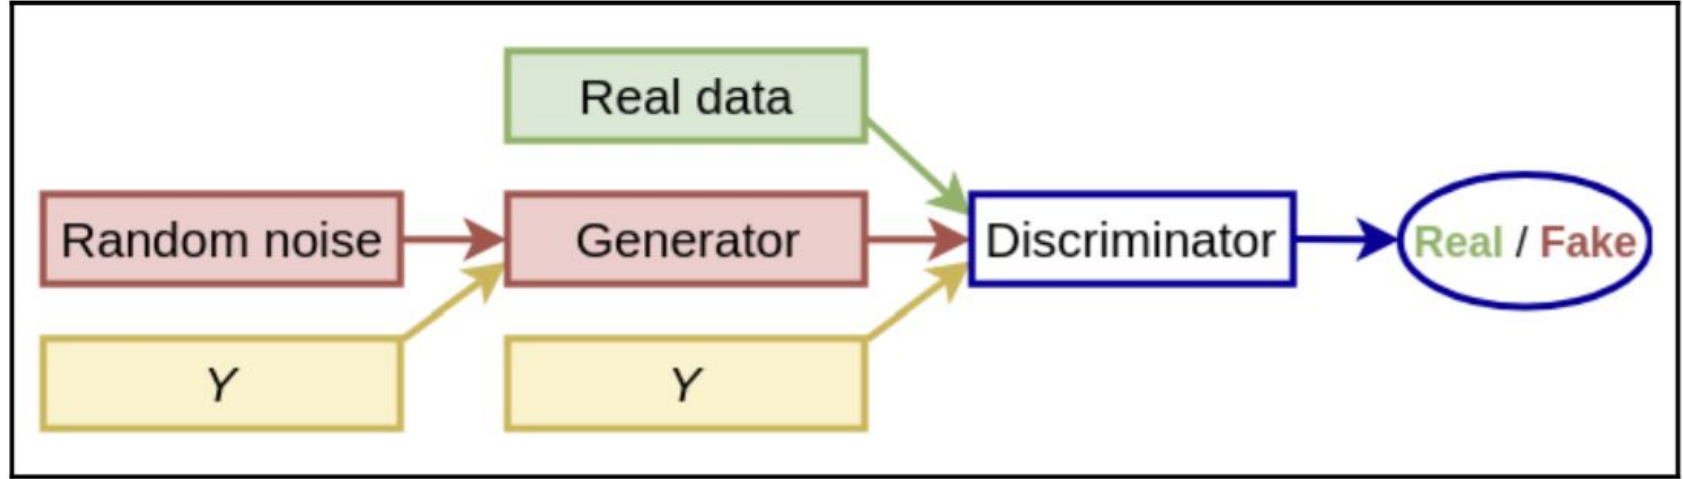 Real data
Random noise
Generator
Discriminator
Real / Fake
Y
Y